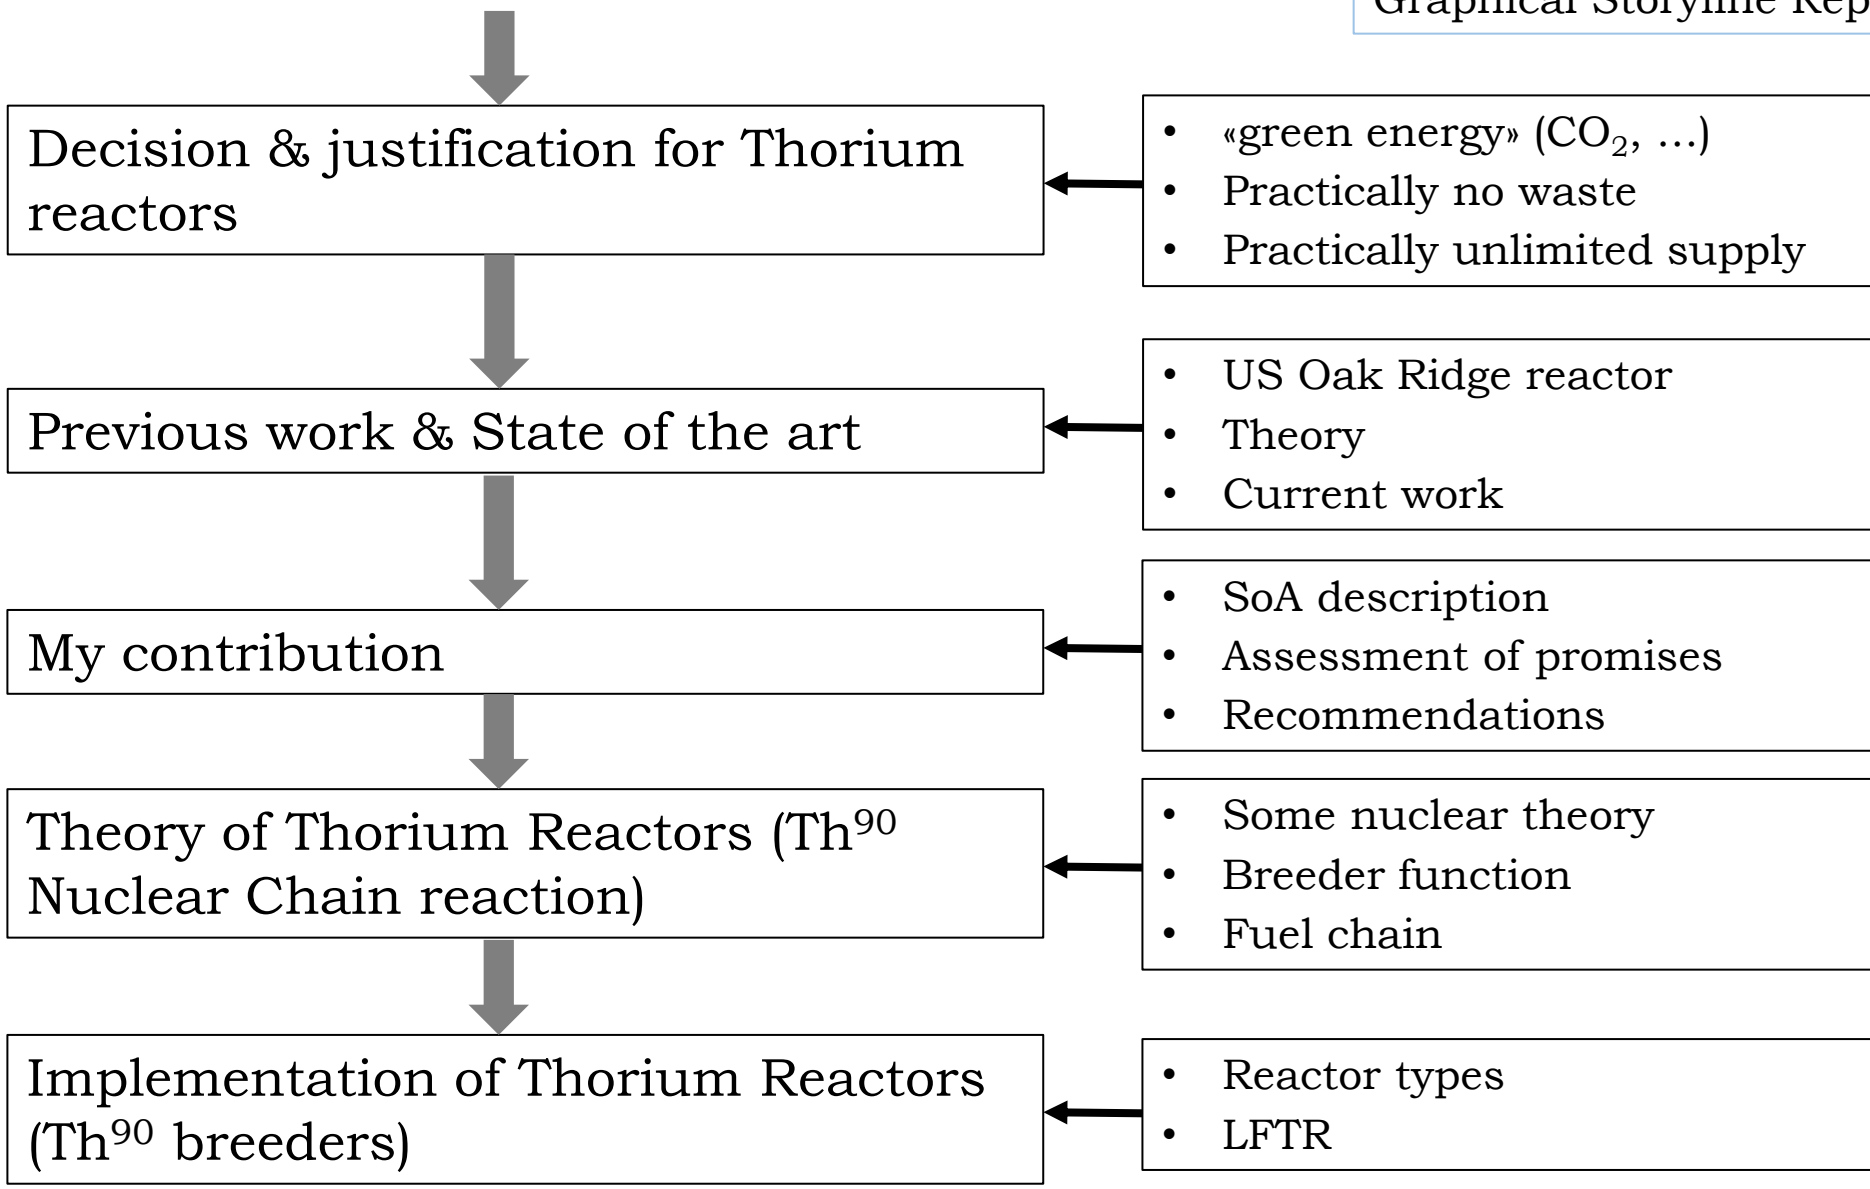 Graphical Storyline Rep
Decision & justification for Thorium
reactors
• «green energy» (CO₂, …)
• Practically no waste
• Practically unlimited supply
Previous work & State of the art
• US Oak Ridge reactor
• Theory
• Current work
My contribution
• SoA description
• Assessment of promises
• Recommendations
Theory of Thorium Reactors (Th⁹⁰
Nuclear Chain reaction)
• Some nuclear theory
• Breeder function
• Fuel chain
Implementation of Thorium Reactors
(Th⁹⁰ breeders)
• Reactor types
• LFTR